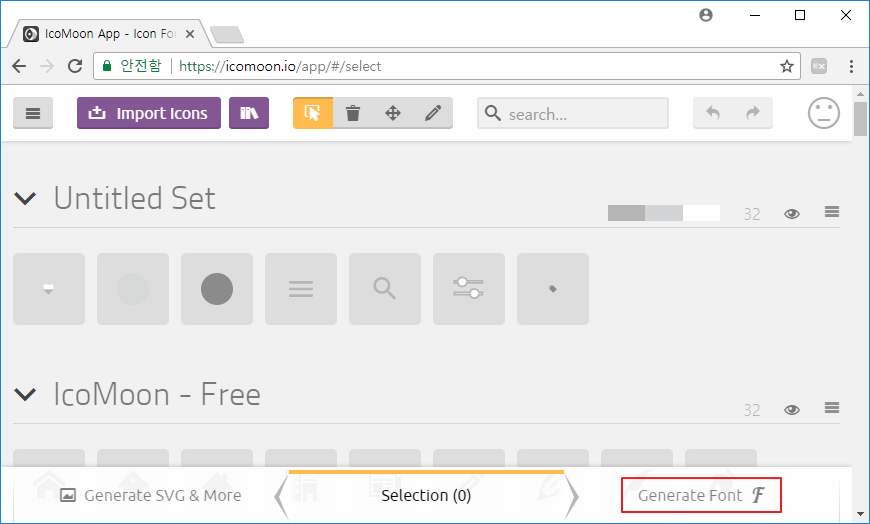 IcoMoon App - Icon Fo
안전함
https://icomoon.io/app/#/select
Import Icons
search...
Untitled Set
32
IcoMoon - Free
32
Generate SVG & More
Selection (0)
Generate Font